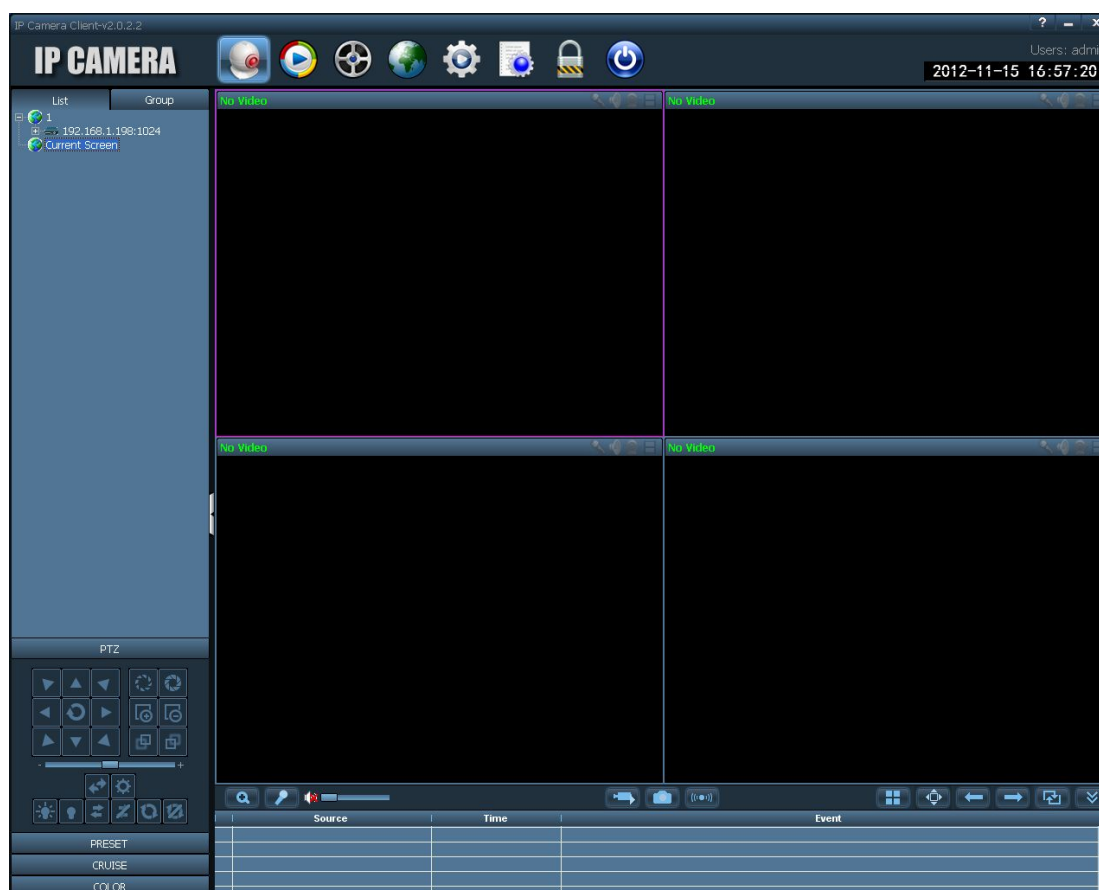 IP Camera Client-v2.0.2.2
? – x
IP CAMERA
Users: admi
2012-11-15 16:57:20
List Group
1
192.168.1.198:1024
Current Screen
No Video
No Video
No Video
No Video
PTZ
- +
PRESET
CRUISE
COLOR
Source Time Event